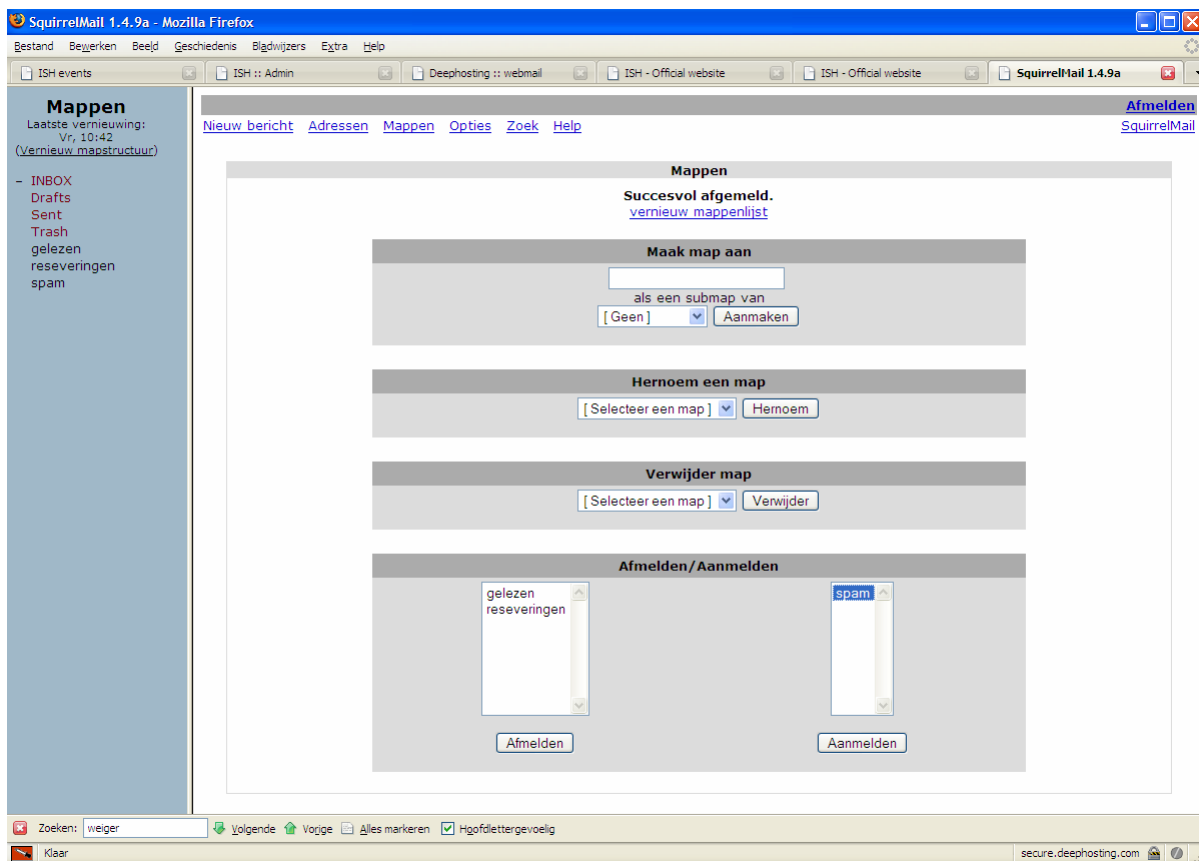 SquirrelMail 1.4.9a - Mozilla Firefox
Bestand Bewerken Beeld Geschiedenis Bladwijzers Extra Help
ISH events ISH :: Admin Deephosting :: webmail ISH - Official website ISH - Official website SquirrelMail 1.4.9a
Mappen
Laatste vernieuwing:
Vr, 10:42
(Vernieuw mapstructuur)
– INBOX
Drafts
Sent
Trash
gelezen
reseveringen
spam
Afmelden
Nieuw bericht Adressen Mappen Opties Zoek Help SquirrelMail
Mappen
Succesvol afgemeld.
vernieuw mappenlijst
Maak map aan
als een submap van
[ Geen ] Aanmaken
Hernoem een map
[ Selecteer een map ] Hernoem
Verwijder map
[ Selecteer een map ] Verwijder
Afmelden/Aanmelden
gelezen spam
reseveringen
Afmelden Aanmelden
Zoeken: weiger Volgende Vorige Alles markeren Hoofdlettergevoelig
Klaar secure.deephosting.com